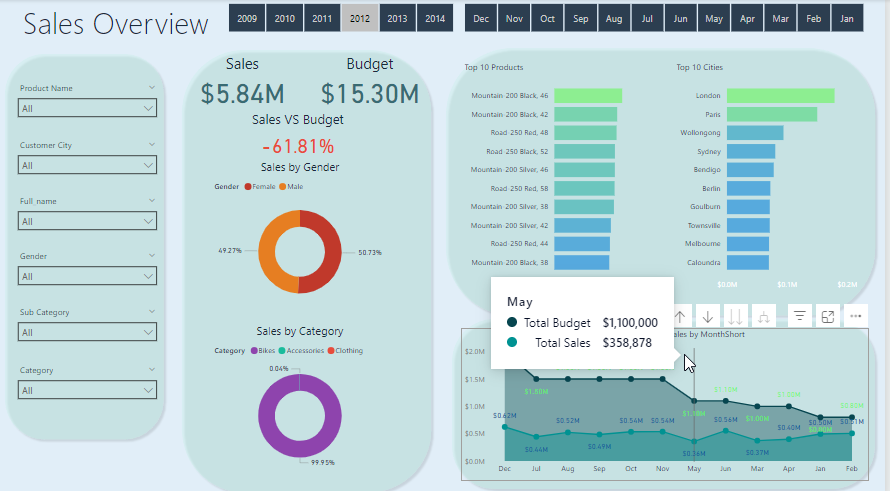 Sales Overview
2009 2010 2011 2012 2013 2014
Dec Nov Oct Sep Aug Jul Jun May Apr Mar Feb Jan
Product Name
All
Customer City
All
Full_name
All
Gender
All
Sub Category
All
Category
All
Sales Budget
$5.84M $15.30M
Sales VS Budget
-61.81%
Sales by Gender
Gender Female Male
49.27% 50.73%
Sales by Category
Category Bikes Accessories Clothing
0.04%
99.95%
Top 10 Products
Mountain-200 Black, 46
Mountain-200 Black, 42
Road-250 Red, 48
Road-250 Black, 52
Mountain-200 Silver, 46
Road-250 Red, 58
Mountain-200 Silver, 38
Mountain-200 Silver, 42
Road-250 Red, 44
Mountain-200 Black, 38
Top 10 Cities
London
Paris
Wollongong
Sydney
Bendigo
Berlin
Goulburn
Townsville
Melbourne
Caloundra
$0.0M $0.1M $0.2M
May
Total Budget $1,100,000
Total Sales $358,878
ales by MonthShort
$2.0M
$1.5M
$1.0M
$0.5M
$0.0M
$1.50M $1.10M $1.00M
$0.62M $0.44M $0.52M $0.49M $0.54M $0.54M $0.36M $0.56M $0.37M $0.40M $0.50M $0.51M
Dec Jul Aug Sep Oct Nov May Jun Mar Apr Jan Feb